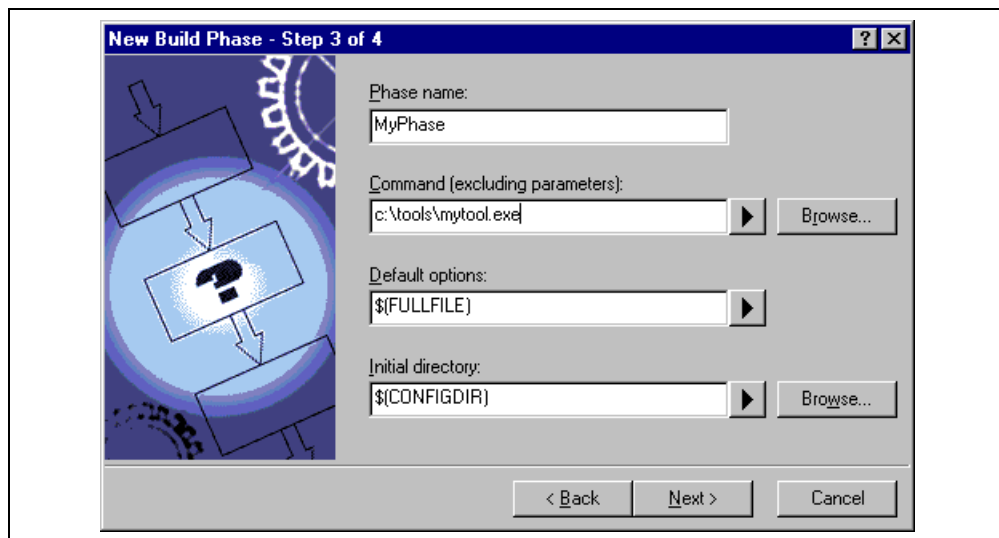 New Build Phase - Step 3 of 4
Phase name:
MyPhase
Command (excluding parameters):
c:\tools\mytool.exe
Browse...
Default options:
$(FULLFILE)
Initial directory:
$(CONFIGDIR)
Browse...
< Back
Next >
Cancel